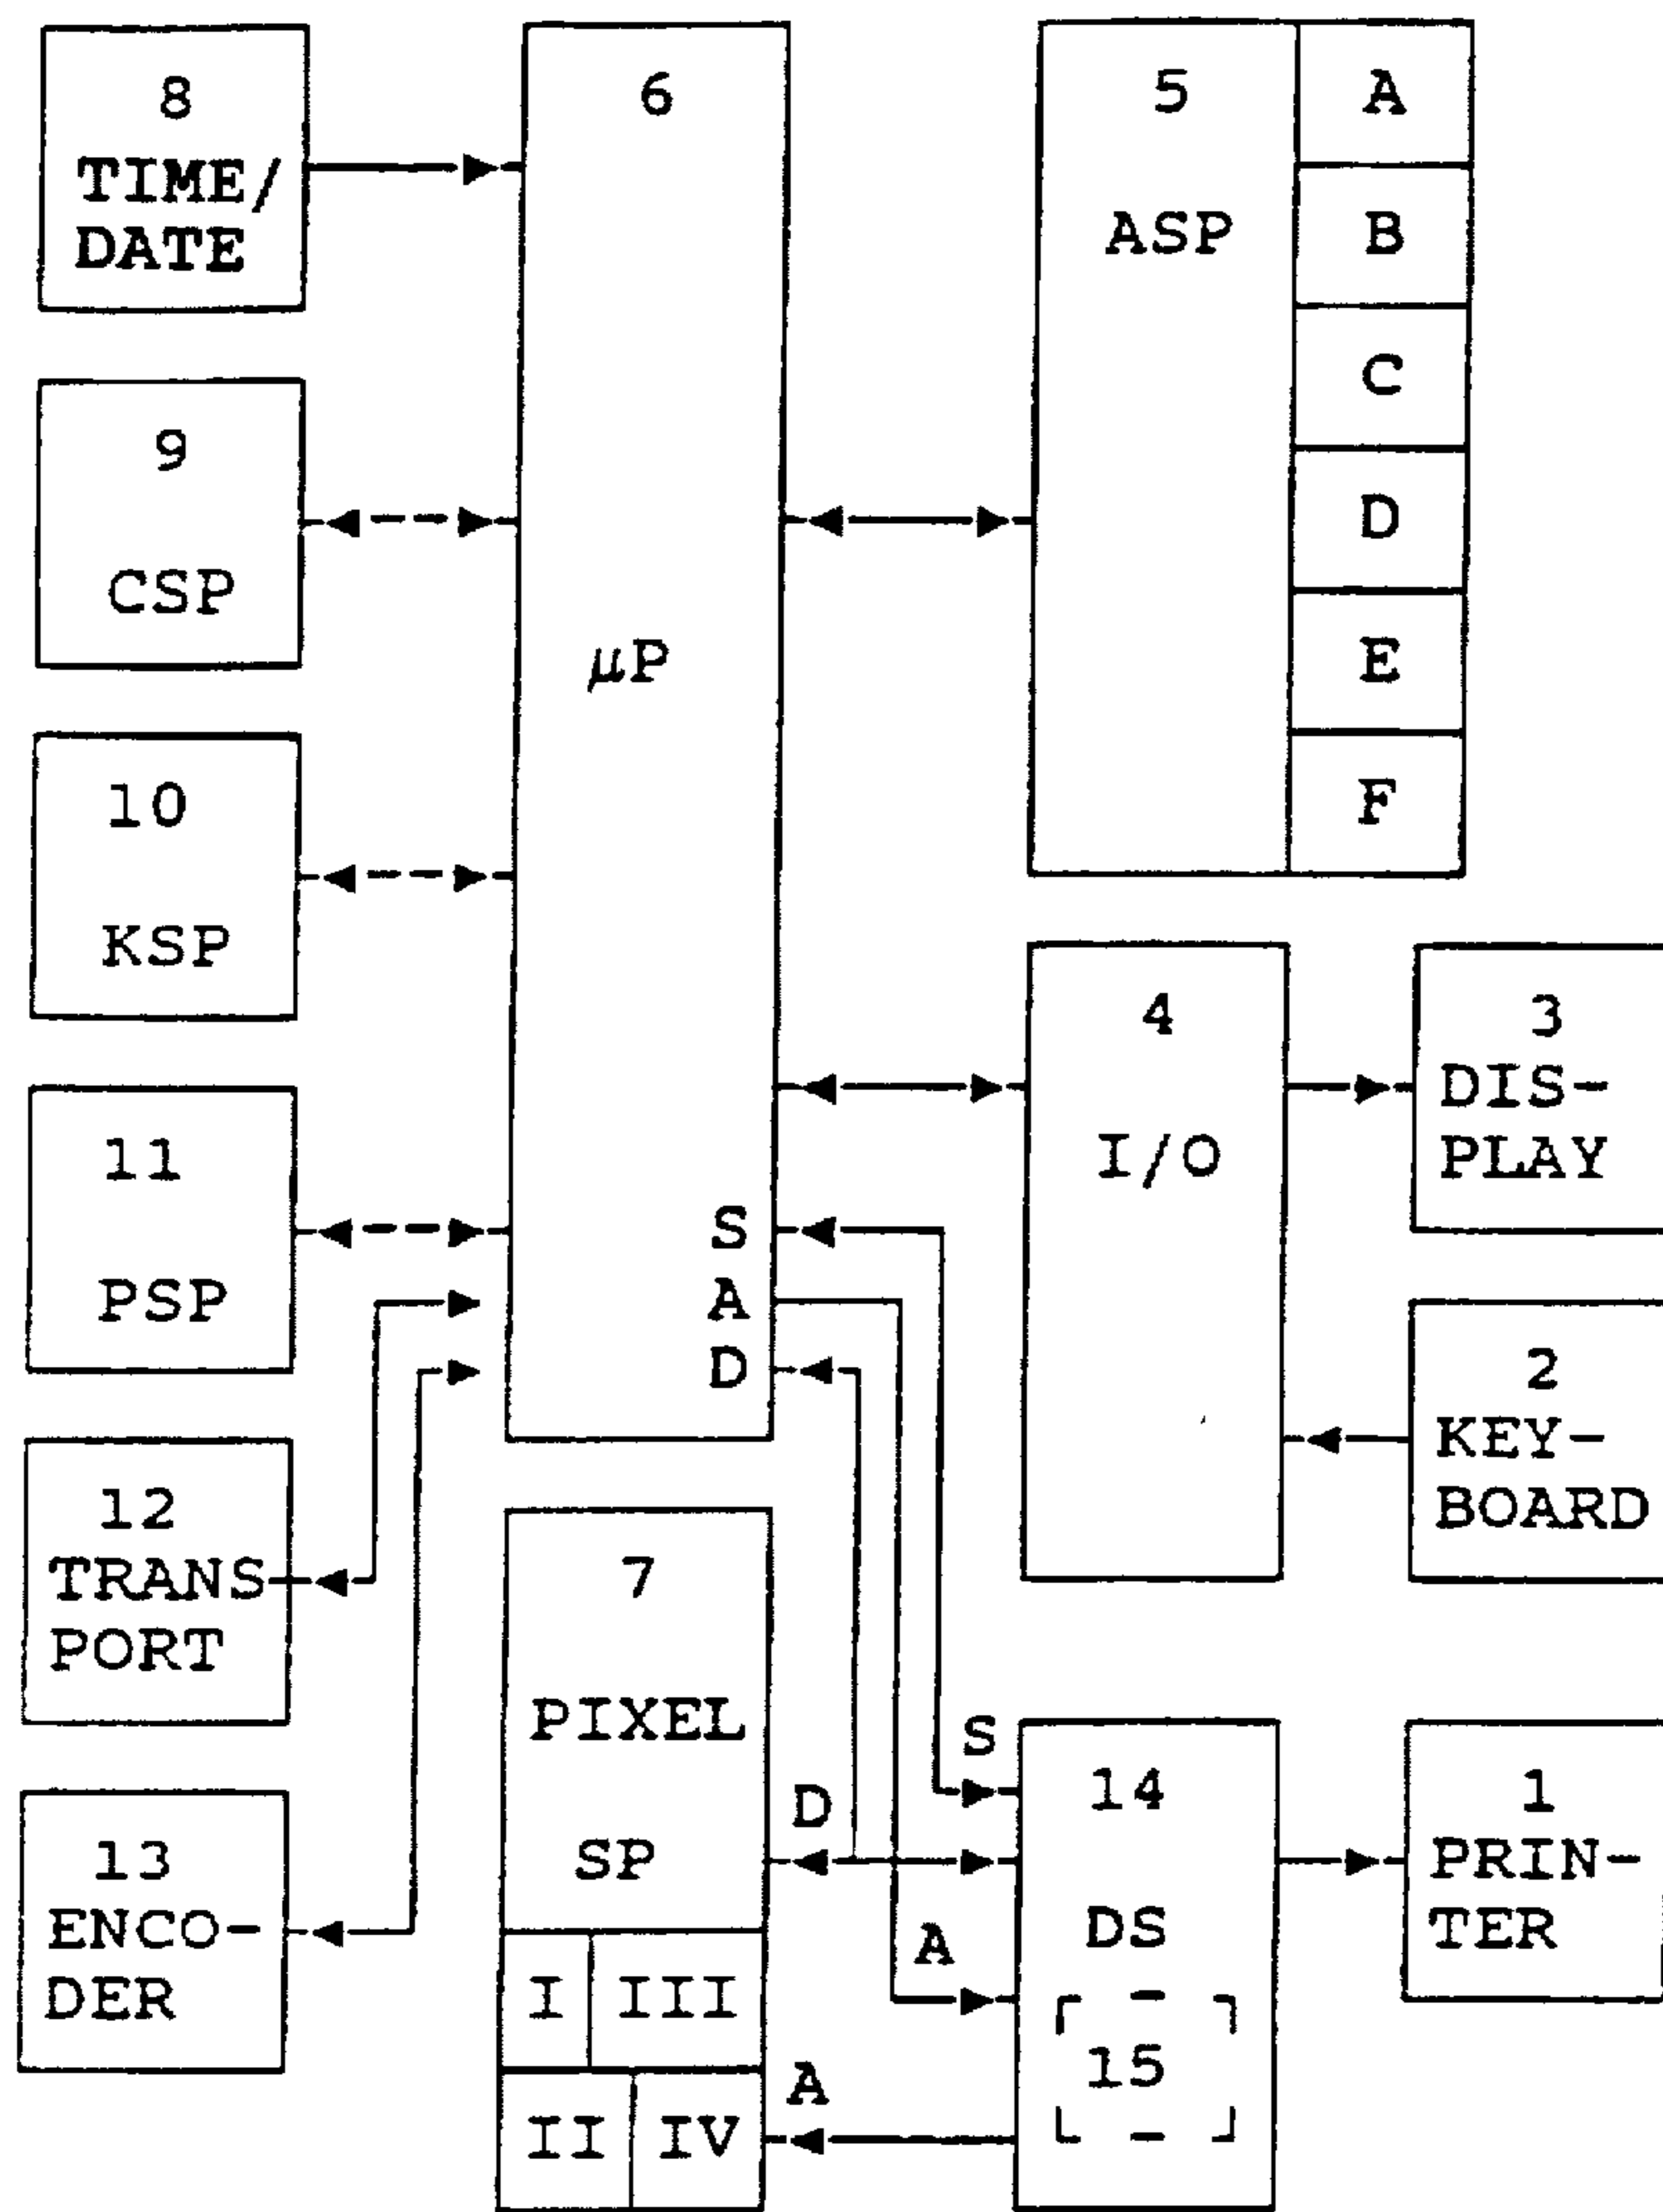 8
TIME/
DATE
9
CSP
10
KSP
11
PSP
12
TRANS
PORT
13
ENCO-
DER
6
μP
S
A
D
7
PIXEL
SP
I
III
II
IV
5
ASP
A
B
C
D
E
F
4
I/O
3
DIS-
PLAY
2
KEY-
BOARD
S
D
A
A
14
DS
15
1
PRIN-
TER